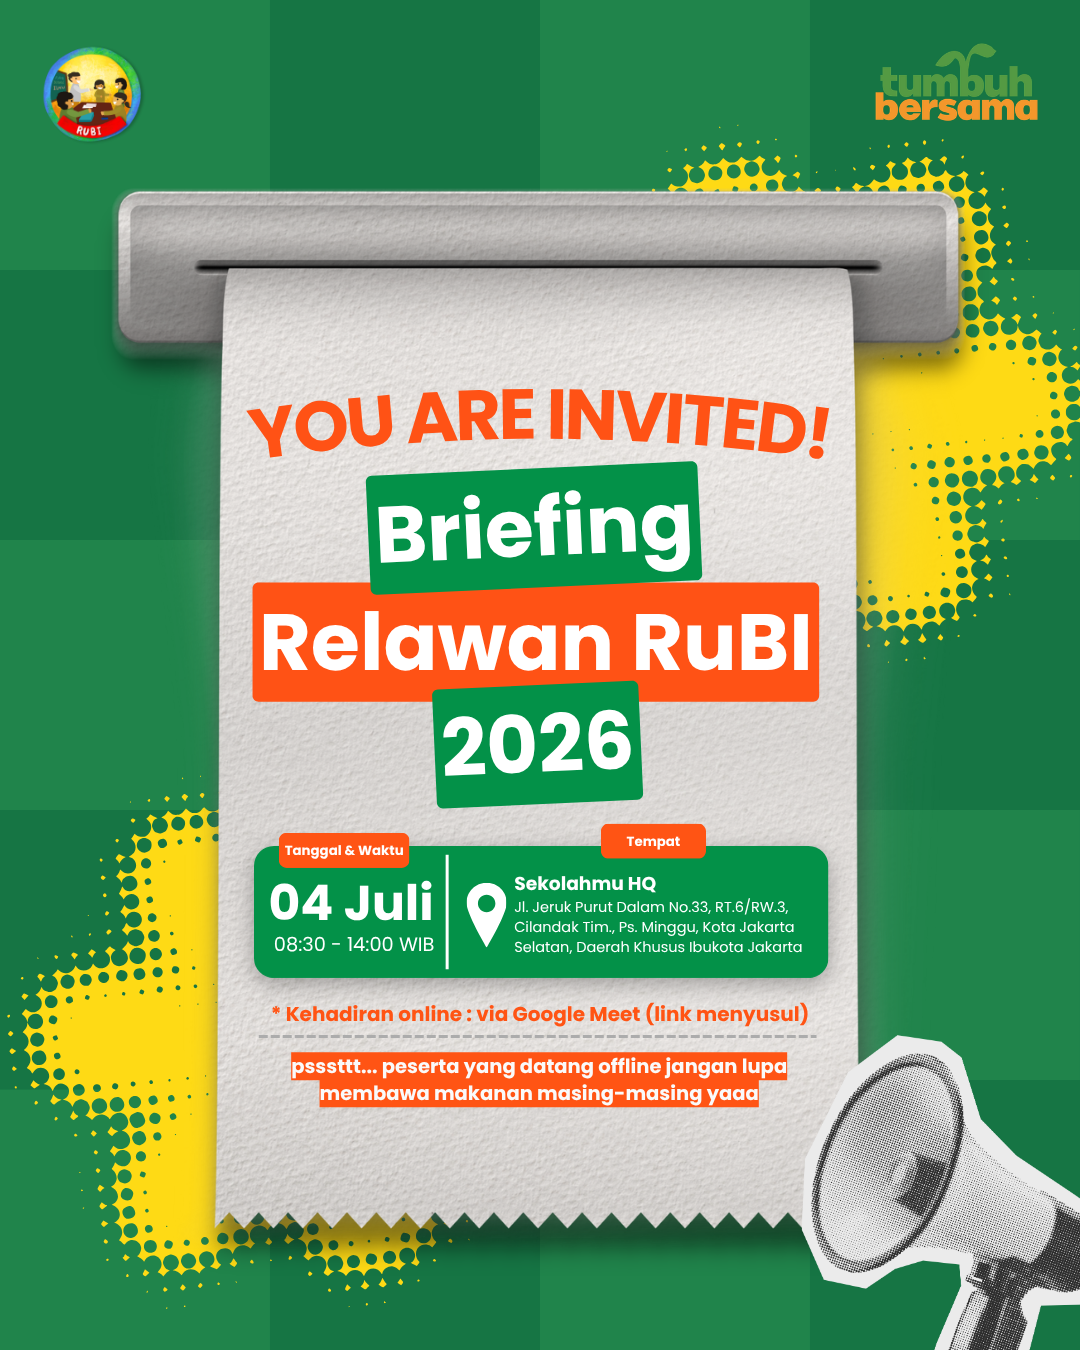 RUBI
tumbuh
bersama
YOU ARE INVITED!
Briefing
Relawan RuBI
2026
Tanggal & Waktu
04 Juli
08:30 - 14:00 WIB
Tempat
Sekolahmu HQ
Jl. Jeruk Purut Dalam No.33, RT.6/RW.3,
Cilandak Tim., Ps. Minggu, Kota Jakarta
Selatan, Daerah Khusus Ibukota Jakarta
* Kehadiran online : via Google Meet (link menyusul)
psssttt... peserta yang datang offline jangan lupa
membawa makanan masing-masing yaaa